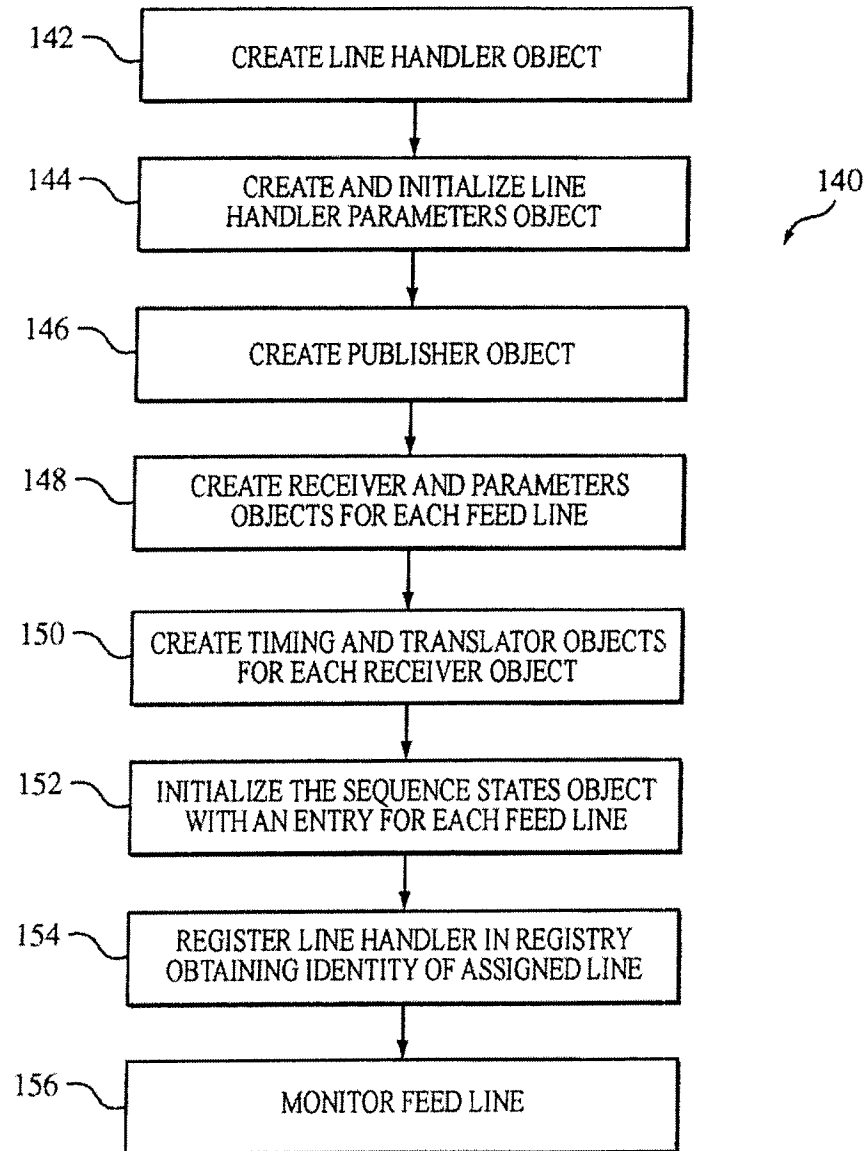 142
CREATE LINE HANDLER OBJECT
144
CREATE AND INITIALIZE LINE
HANDLER PARAMETERS OBJECT
140
146
CREATE PUBLISHER OBJECT
148
CREATE RECEIVER AND PARAMETERS
OBJECTS FOR EACH FEED LINE
150
CREATE TIMING AND TRANSLATOR OBJECTS
FOR EACH RECEIVER OBJECT
152
INITIALIZE THE SEQUENCE STATES OBJECT
WITH AN ENTRY FOR EACH FEED LINE
154
REGISTER LINE HANDLER IN REGISTRY
OBTAINING IDENTITY OF ASSIGNED LINE
156
MONITOR FEED LINE